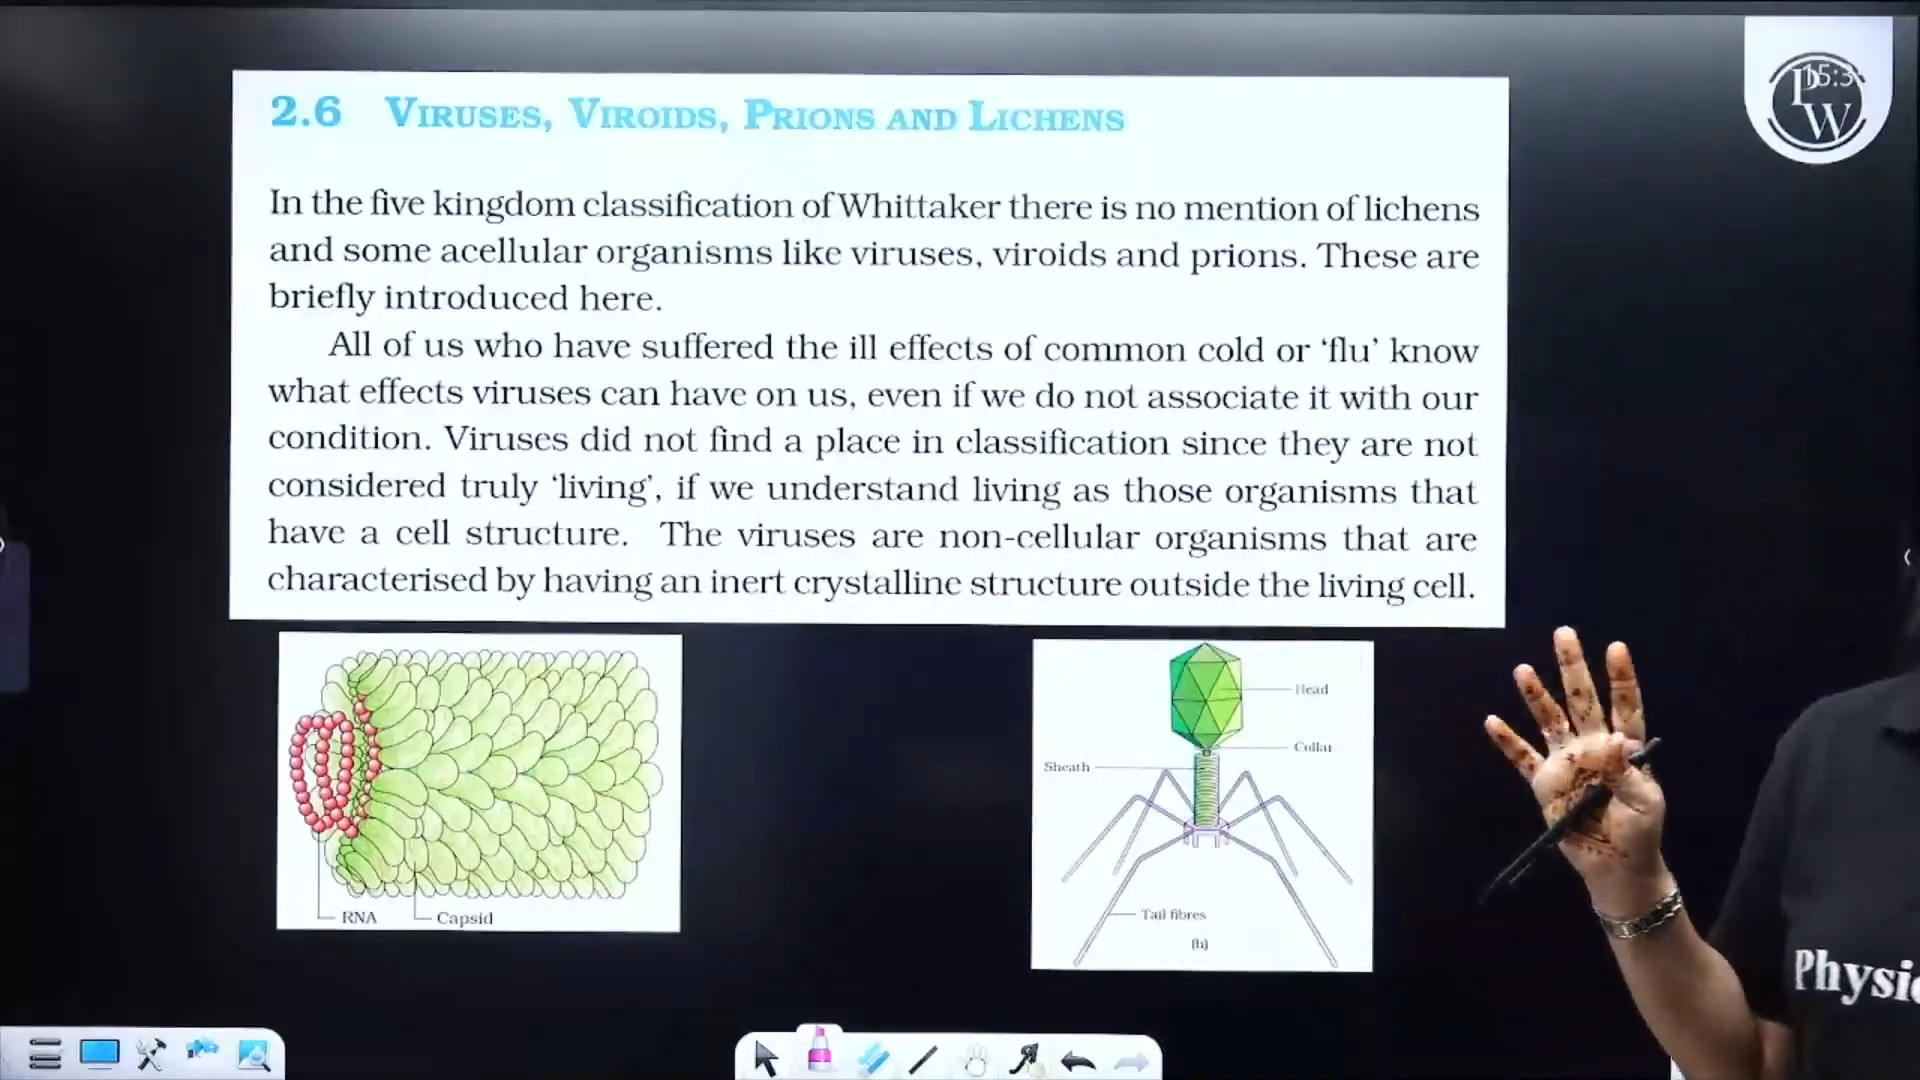 2.6 VIRUSES, VIROIDS, PRIONS AND LICHENS
In the five kingdom classification of Whittaker there is no mention of lichens
and some acellular organisms like viruses, viroids and prions. These are
briefly introduced here.
All of us who have suffered the ill effects of common cold or ‘flu’ know
what effects viruses can have on us, even if we do not associate it with our
condition. Viruses did not find a place in classification since they are not
considered truly ‘living’, if we understand living as those organisms that
have a cell structure. The viruses are non-cellular organisms that are
characterised by having an inert crystalline structure outside the living cell.
RNA
Capsid
Head
Collar
Sheath
Tail fibres
(b)
PW
15:3
Physic